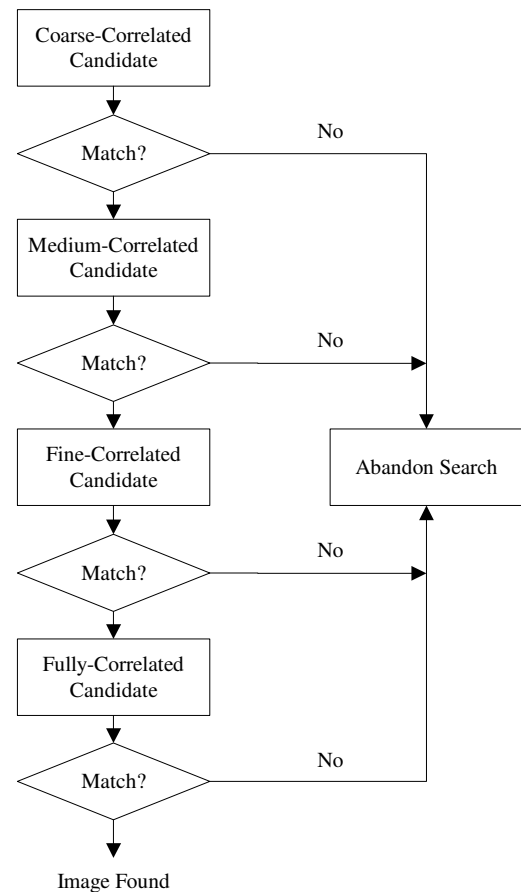 Coarse-Correlated
Candidate
No
Match?
Medium-Correlated
Candidate
No
Match?
Fine-Correlated
Candidate
Abandon Search
No
Match?
Fully-Correlated
Candidate
No
Match?
Image Found